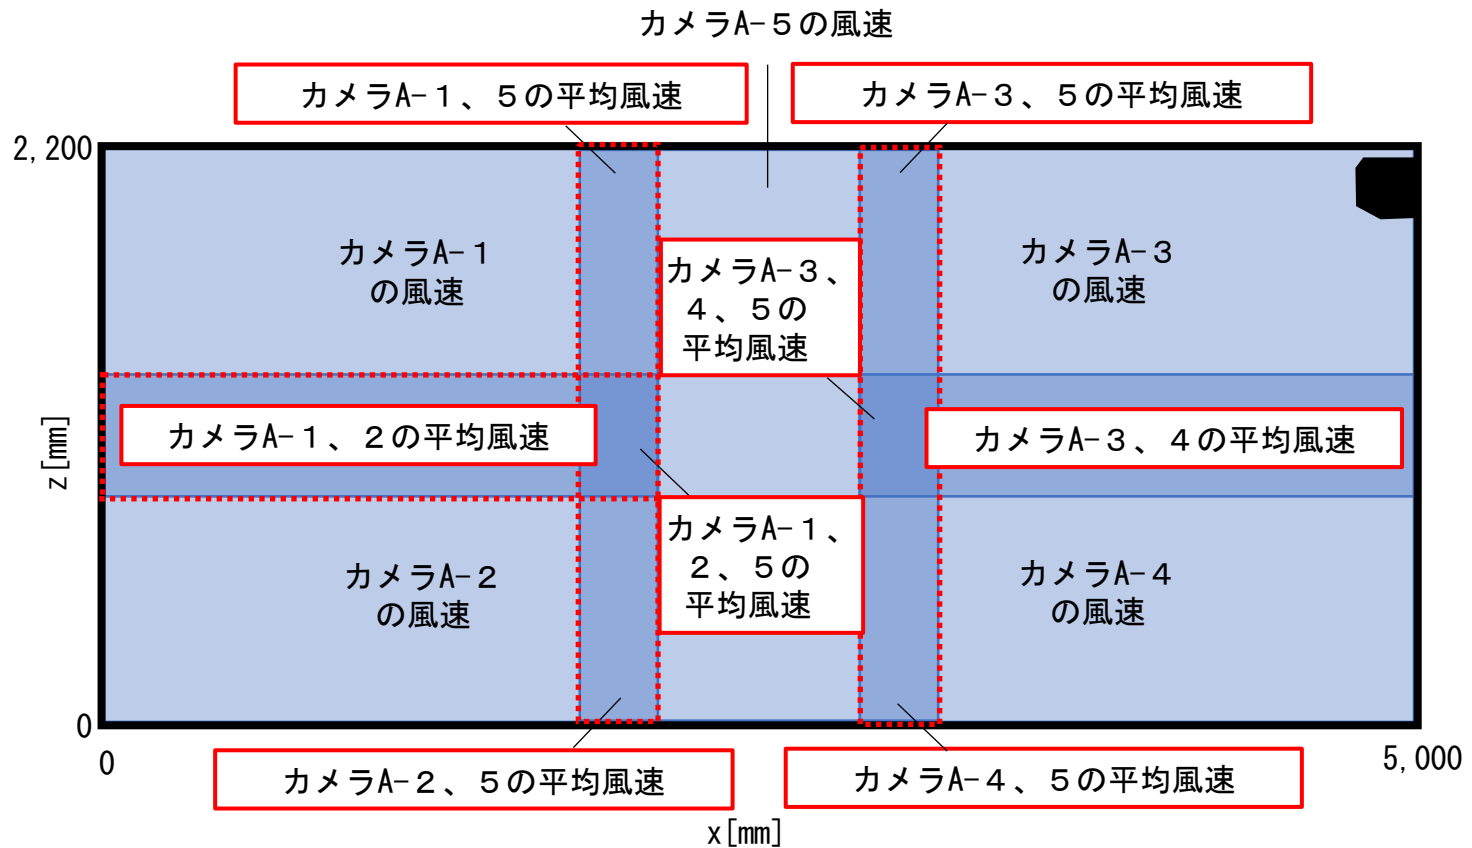 カメラA-５の風速
カメラA-１、５の平均風速
カメラA-３、５の平均風速
2,200
カメラA-１
の風速
カメラA-３、
４、５の
平均風速
カメラA-３
の風速
カメラA-１、２の平均風速
カメラA-３、４の平均風速
z[mm]
カメラA-２
の風速
カメラA-１、
２、５の
平均風速
カメラA-４
の風速
0
0
5,000
カメラA-２、５の平均風速
カメラA-４、５の平均風速
x[mm]